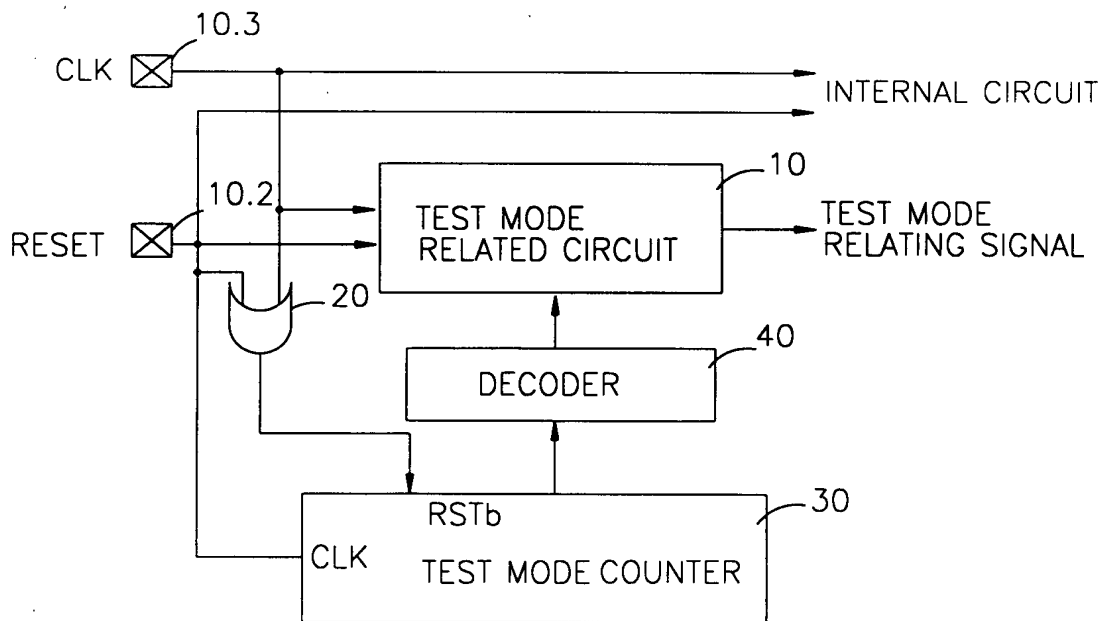 10.3
CLK
INTERNAL CIRCUIT
10
10.2
TEST MODE
RELATED CIRCUIT
TEST MODE
RELATING SIGNAL
RESET
20
40
DECODER
30
RSTb
CLK
TEST MODE COUNTER